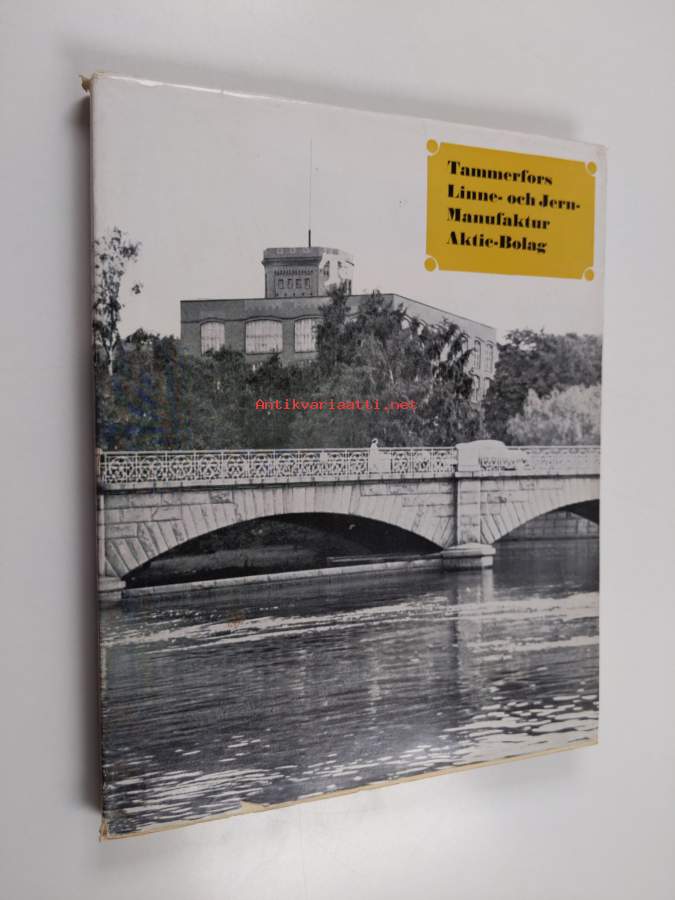 Tammerfors
Linne- och Jern-
Manufaktur
Aktie-Bolag
Antikvariaatti.net